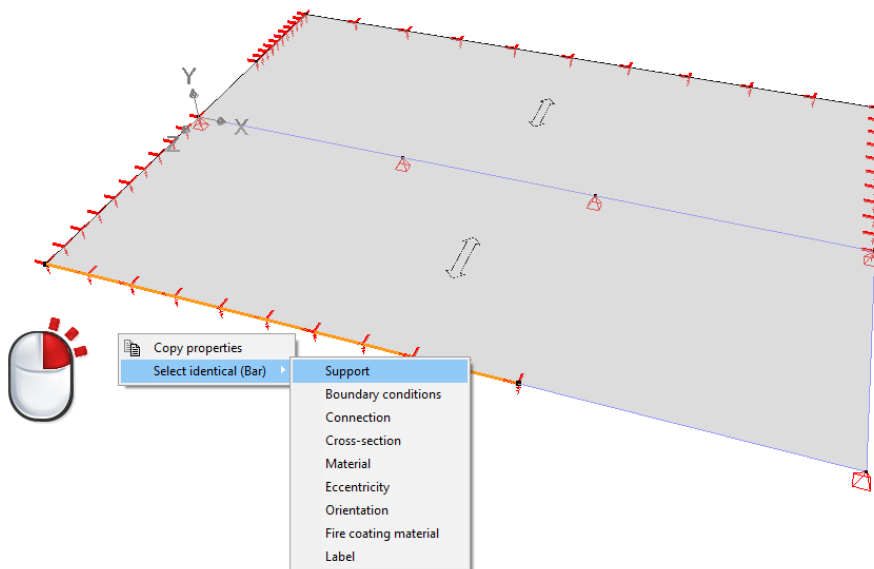 Y
X
Z
Copy properties
Select identical (Bar)
Support
Boundary conditions
Connection
Cross-section
Material
Eccentricity
Orientation
Fire coating material
Label